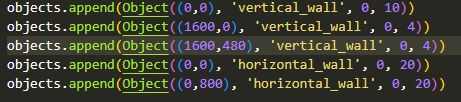 objects.append(Object((0,0), 'vertical_wall', 0, 10))
objects.append(Object((1600,0), 'vertical_wall', 0, 4))
objects.append(Object((1600,480), 'vertical_wall', 0, 4))
objects.append(Object((0,0), 'horizontal_wall', 0, 20))
objects.append(Object((0,800), 'horizontal_wall', 0, 20))